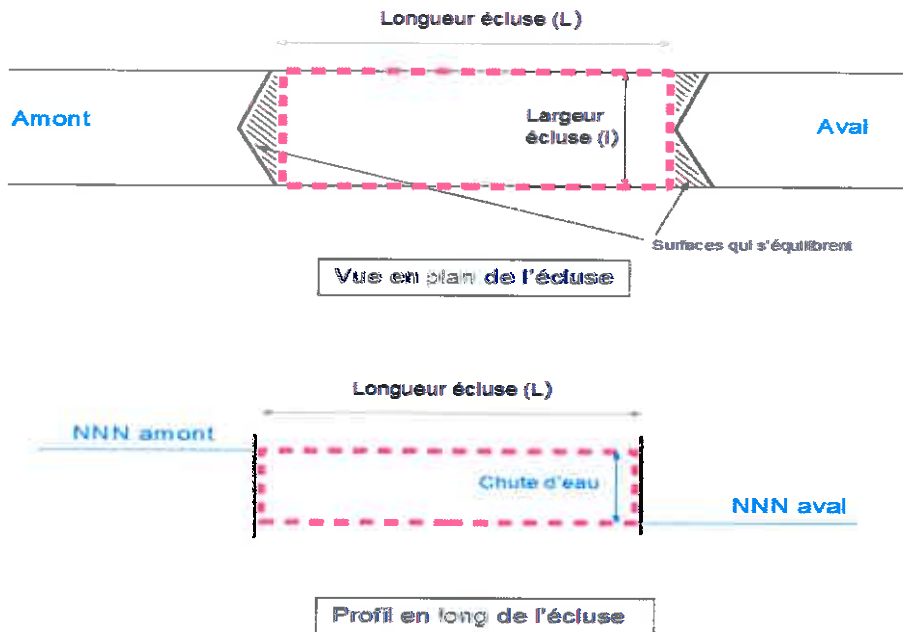 Longueur écluse (L)
Amont
Largeur
écluse (l)
Aval
Surfaces qui s'équilibrent
Vue en plain de l'écluse
Longueur écluse (L)
NNN amont
Chute d'eau
NNN aval
Profil en long de l'écluse